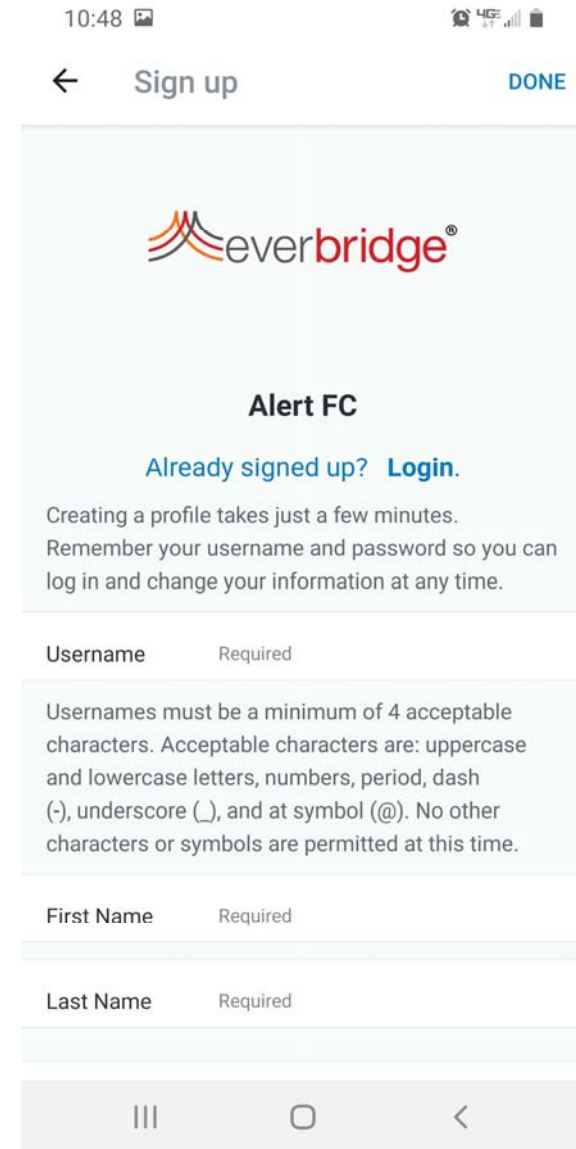 10:48
4GE
Sign up
DONE
everbridge®
Alert FC
Already signed up? Login.
Creating a profile takes just a few minutes.
Remember your username and password so you can
log in and change your information at any time.
Username Required
Usernames must be a minimum of 4 acceptable
characters. Acceptable characters are: uppercase
and lowercase letters, numbers, period, dash
(-), underscore (_), and at symbol (@). No other
characters or symbols are permitted at this time.
First Name Required
Last Name Required